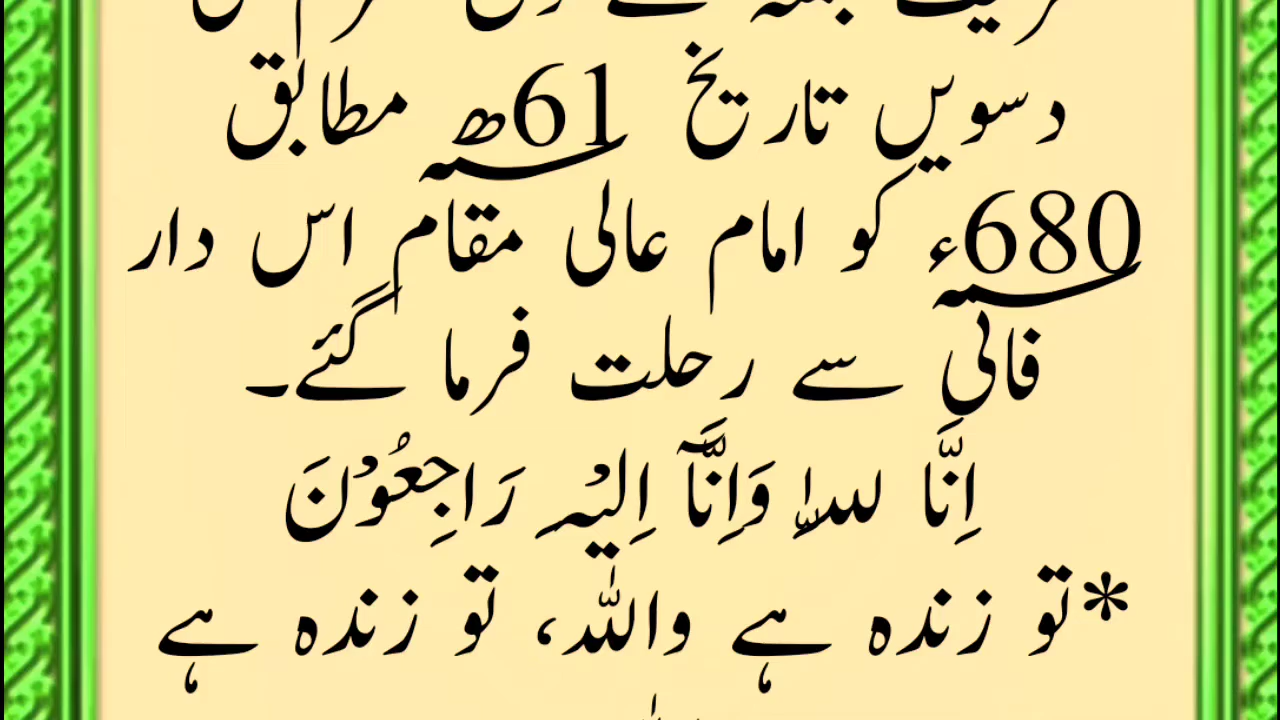 دسویں تاریخ 61ھ مطابق
680ء کو امام عالی مقام اس دار
فانی سے رحلت فرما گئے۔
اِنَّا للہِ وَاِنَّآ اِلَیْہِ رَاجِعُوْنَ
*تو زندہ ہے واللہ، تو زندہ ہے